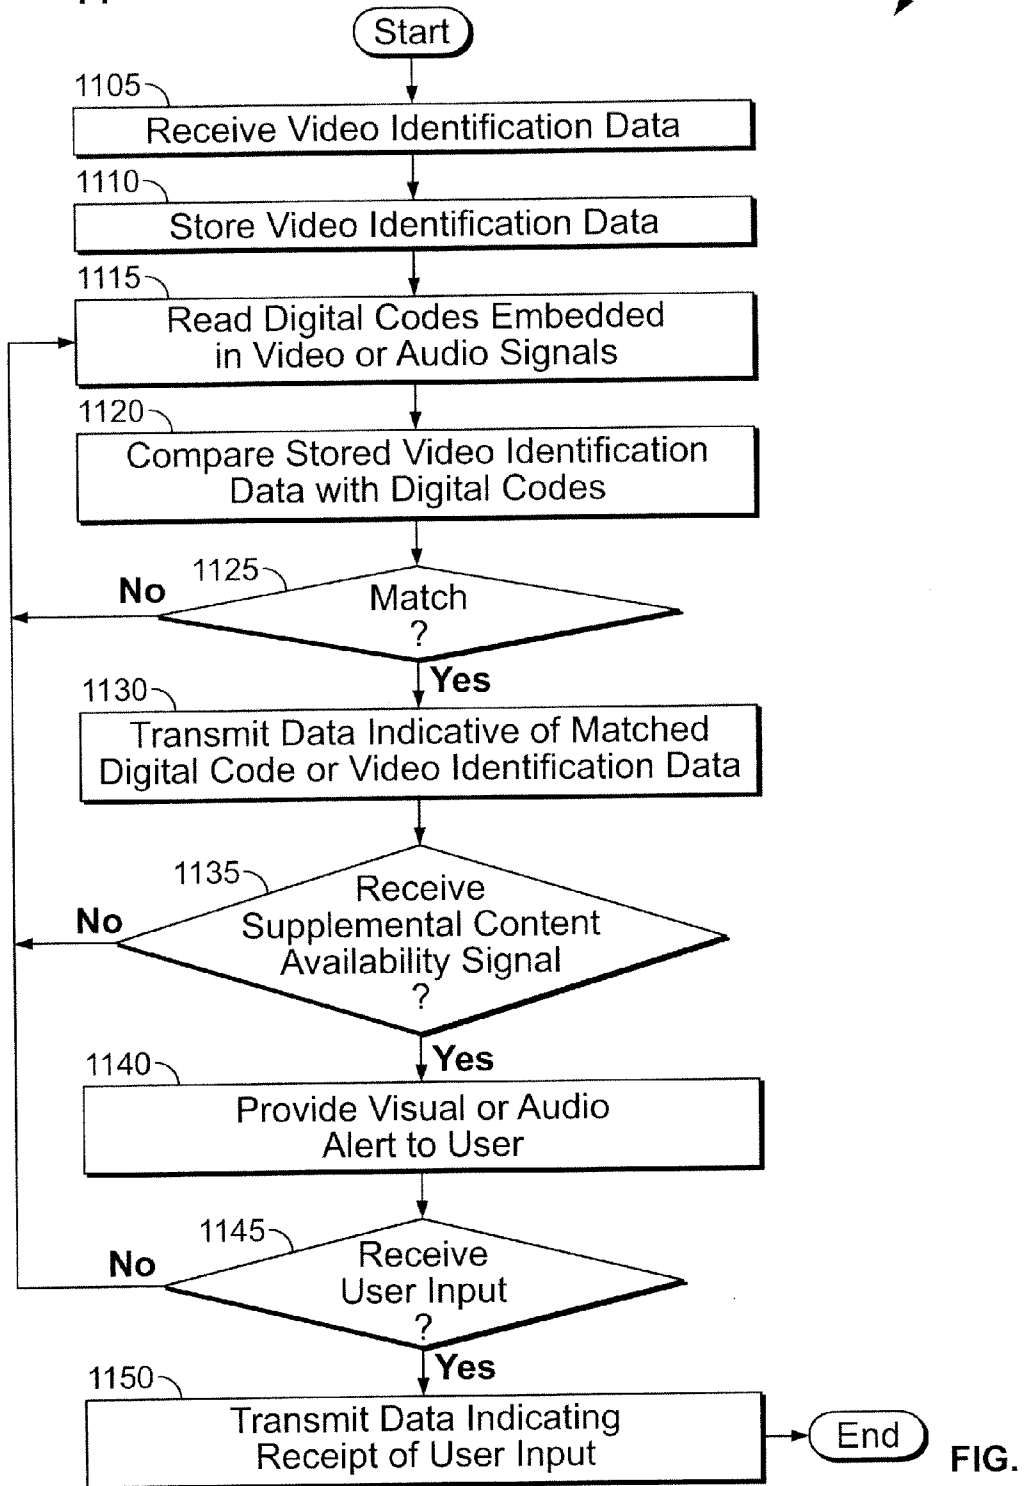 Start
1105
Receive Video Identification Data
1110
Store Video Identification Data
1115
Read Digital Codes Embedded
in Video or Audio Signals
1120
Compare Stored Video Identification
Data with Digital Codes
1125
No
Match
?
Yes
1130
Transmit Data Indicative of Matched
Digital Code or Video Identification Data
1135
No
Receive
Supplemental Content
Availability Signal
?
Yes
1140
Provide Visual or Audio
Alert to User
1145
No
Receive
User Input
?
Yes
1150
Transmit Data Indicating
Receipt of User Input
End
FIG.